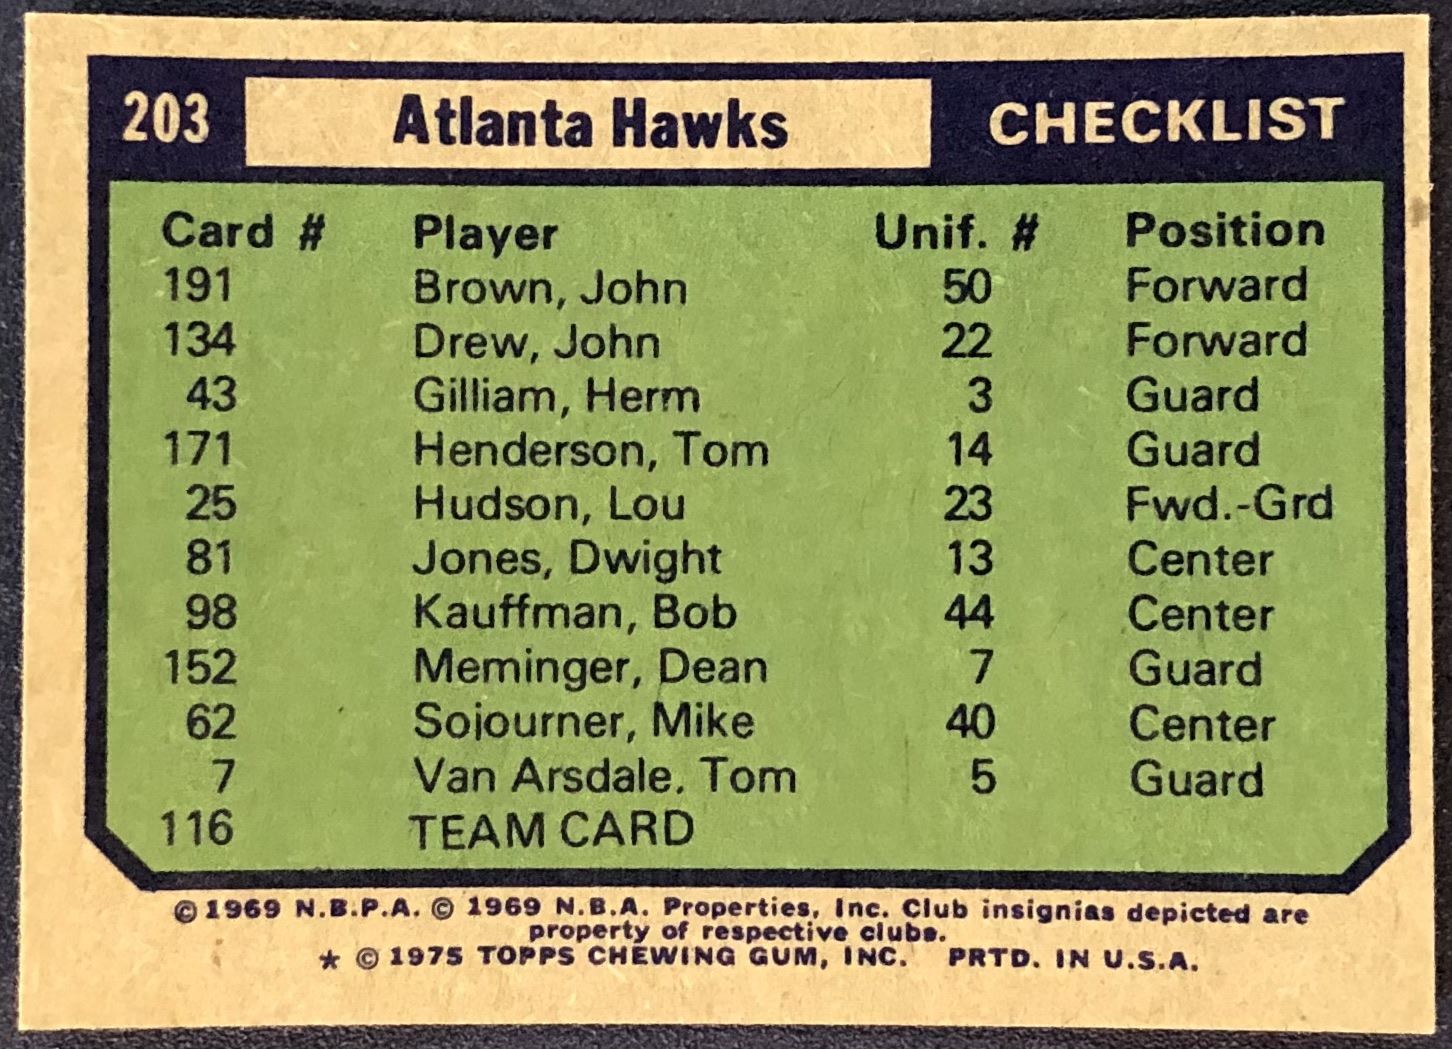 203 Atlanta Hawks CHECKLIST
Card # Player Unif. # Position
191 Brown, John 50 Forward
134 Drew, John 22 Forward
43 Gilliam, Herm 3 Guard
171 Henderson, Tom 14 Guard
25 Hudson, Lou 23 Fwd.-Grd
81 Jones, Dwight 13 Center
98 Kauffman, Bob 44 Center
152 Meminger, Dean 7 Guard
62 Sojourner, Mike 40 Center
7 Van Arsdale. Tom 5 Guard
116 TEAM CARD
© 1969 N.B.P.A. © 1969 N.B.A. Properties, Inc. Club insignias depicted are
property of respective clubs.
★ © 1975 TOPPS CHEWING GUM, INC. PRTD. IN U.S.A.